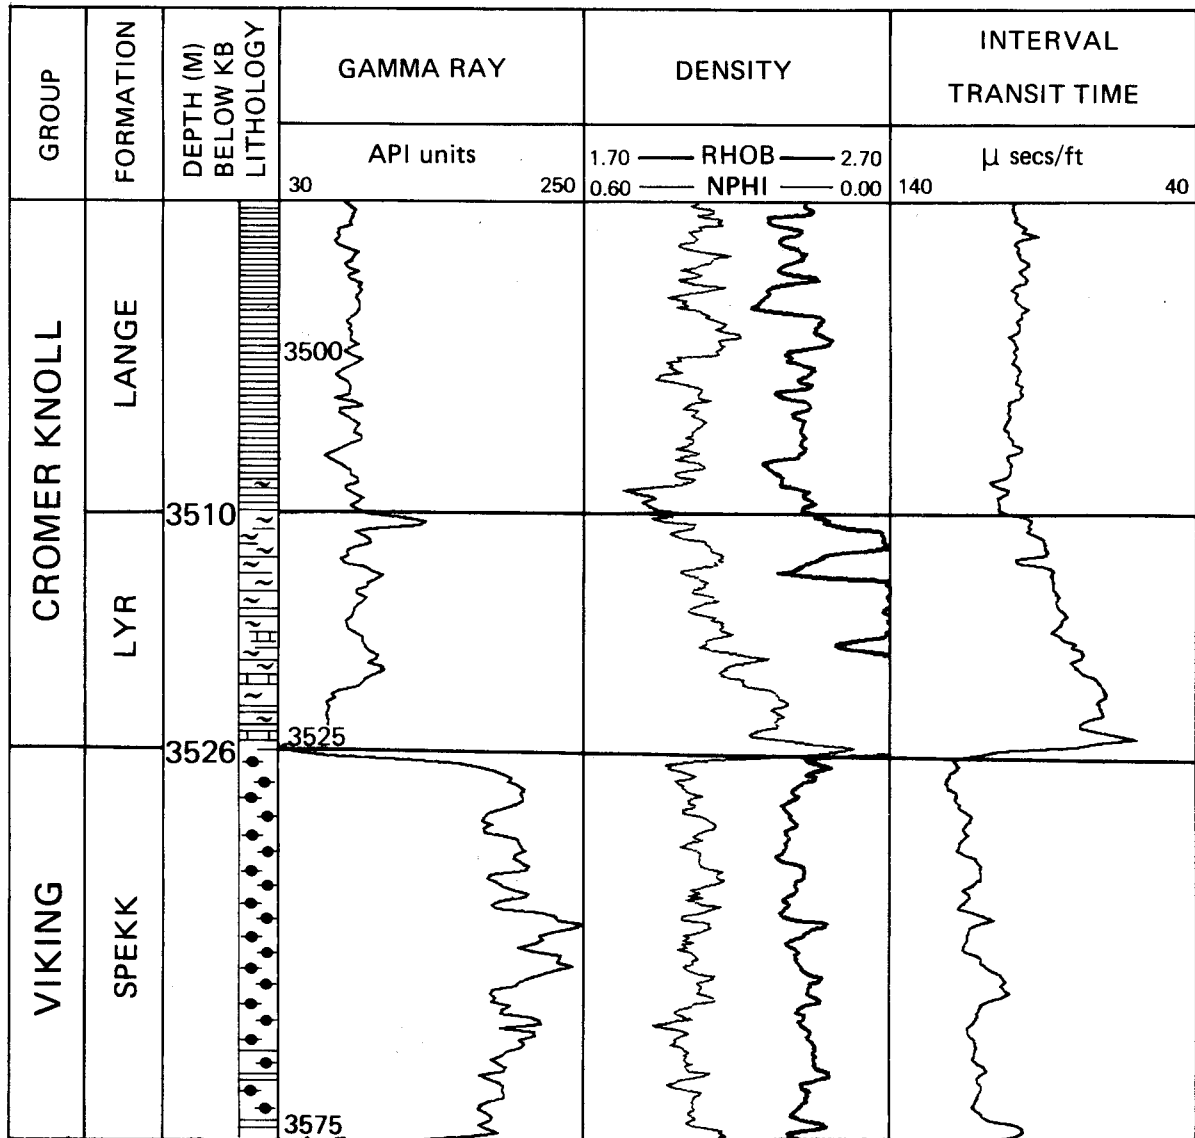 GROUP
FORMATION
DEPTH (M)
BELOW KB
LITHOLOGY
GAMMA RAY
DENSITY
INTERVAL
TRANSIT TIME
API units
30 250
1.70 RHOB 2.70
0.60 NPHI 0.00
μ secs/ft
140 40
CROMER KNOLL
LANGE
3500
3510
LYR
3525
3526
VIKING
SPEKK
3575